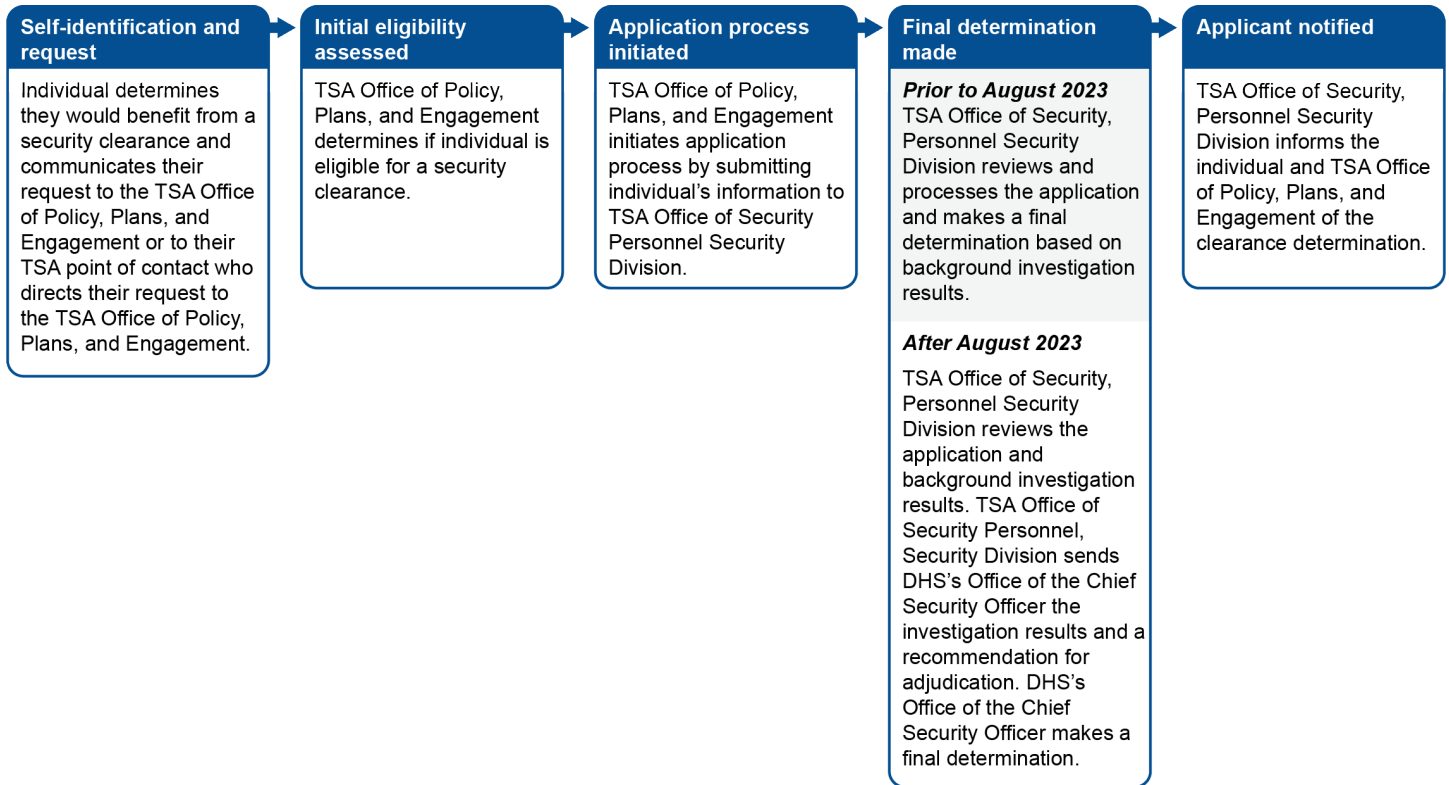 Self-identification and
request
Individual determines
they would benefit from a
security clearance and
communicates their
request to the TSA Office
of Policy, Plans, and
Engagement or to their
TSA point of contact who
directs their request to
the TSA Office of Policy,
Plans, and Engagement.
Initial eligibility
assessed
TSA Office of Policy,
Plans, and Engagement
determines if individual is
eligible for a security
clearance.
Application process
initiated
TSA Office of Policy,
Plans, and Engagement
initiates application
process by submitting
individual’s information to
TSA Office of Security
Personnel Security
Division.
Final determination
made
Prior to August 2023
TSA Office of Security,
Personnel Security
Division reviews and
processes the application
and makes a final
determination based on
background investigation
results.
After August 2023
TSA Office of Security,
Personnel Security
Division reviews the
application and
background investigation
results. TSA Office of
Security Personnel,
Security Division sends
DHS’s Office of the Chief
Security Officer the
investigation results and a
recommendation for
adjudication. DHS’s
Office of the Chief
Security Officer makes a
final determination.
Applicant notified
TSA Office of Security,
Personnel Security
Division informs the
individual and TSA Office
of Policy, Plans, and
Engagement of the
clearance determination.